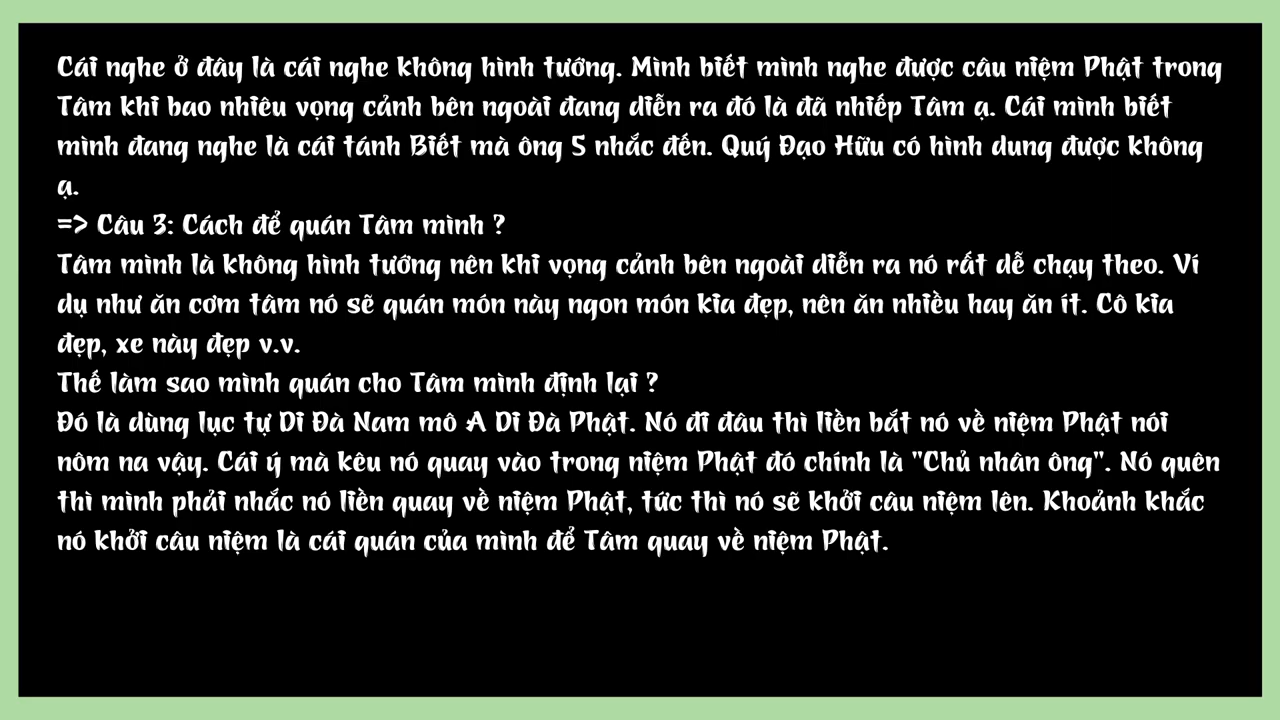 Cái nghe ở đây là cái nghe không hình tướng. Mình biết mình nghe được câu niệm Phật trong
Tâm khi bao nhiêu vọng cảnh bên ngoài đang diễn ra đó là đã nhiếp Tâm ạ. Cái mình biết
mình đang nghe là cái tánh Biết mà ông 5 nhắc đến. Quý Đạo Hữu có hình dung được không
ạ.
=> Câu 3: Cách để quán Tâm mình ?
Tâm mình là không hình tướng nên khi vọng cảnh bên ngoài diễn ra nó rất dễ chạy theo. Ví
dụ như ăn cơm tâm nó sẽ quán món này ngon món kia đẹp, nên ăn nhiều hay ăn ít. Cô kia
đẹp, xe này đẹp v.v.
Thế làm sao mình quán cho Tâm mình định lại ?
Đó là dùng lục tự Di Đà Nam mô A Di Đà Phật. Nó đi đâu thì liền bắt nó về niệm Phật nói
nôm na vậy. Cái ý mà kêu nó quay vào trong niệm Phật đó chính là "Chủ nhân ông". Nó quên
thì mình phải nhắc nó liền quay về niệm Phật, tức thì nó sẽ khởi câu niệm lên. Khoảnh khắc
nó khởi câu niệm là cái quán của mình để Tâm quay về niệm Phật.